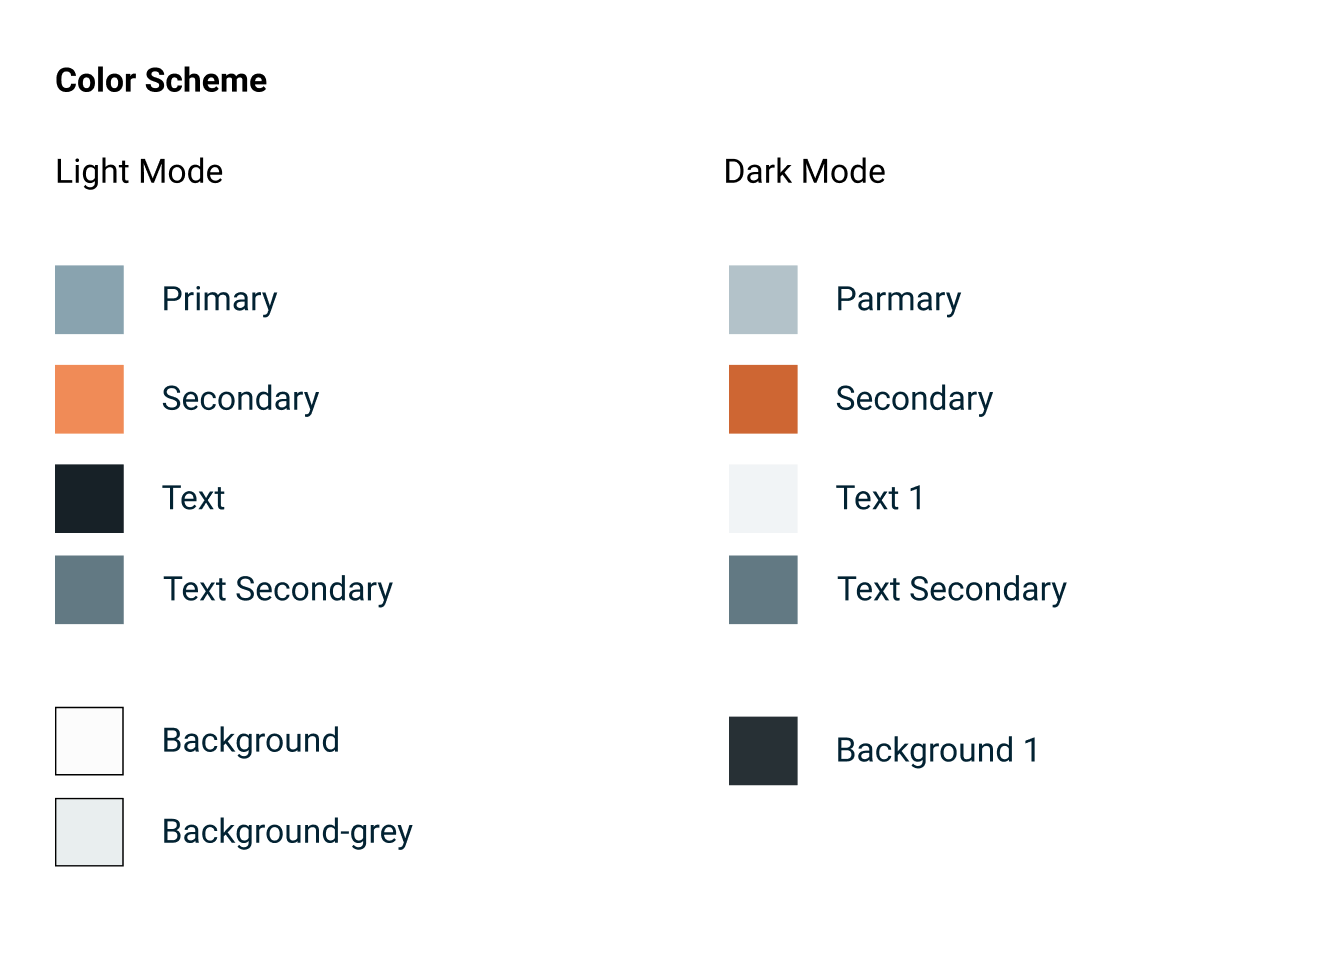 Color Scheme
Light Mode
Primary
Secondary
Text
Text Secondary
Background
Background-grey
Dark Mode
Parmary
Secondary
Text 1
Text Secondary
Background 1